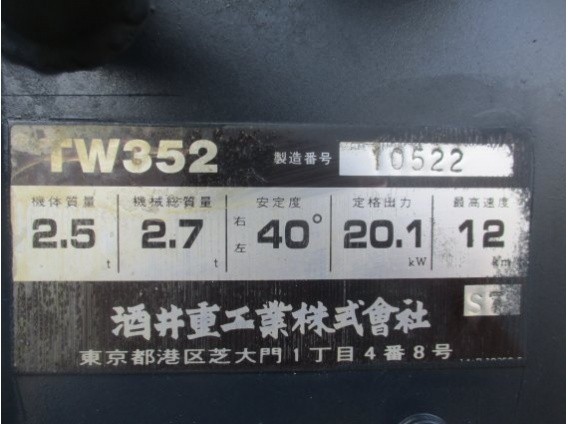 TW352 製造番号 10522
機体質量 機械総質量 安定度 定格出力 最高速度
2.5 t 2.7 t 右 左 40° 20.1 kW 12 km
酒井重工業株式會社
東京都港区芝大門1丁目4番8号